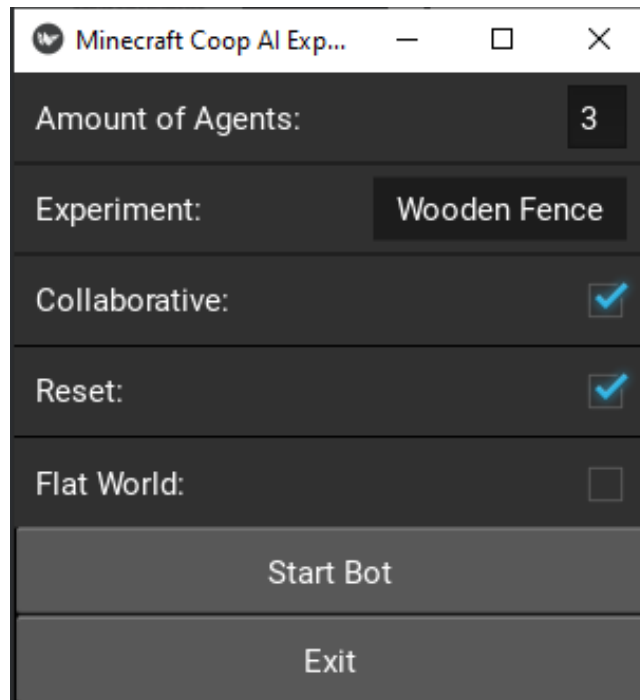 Minecraft Coop AI Exp...
Amount of Agents: 3
Experiment: Wooden Fence
Collaborative:
Reset:
Flat World:
Start Bot
Exit